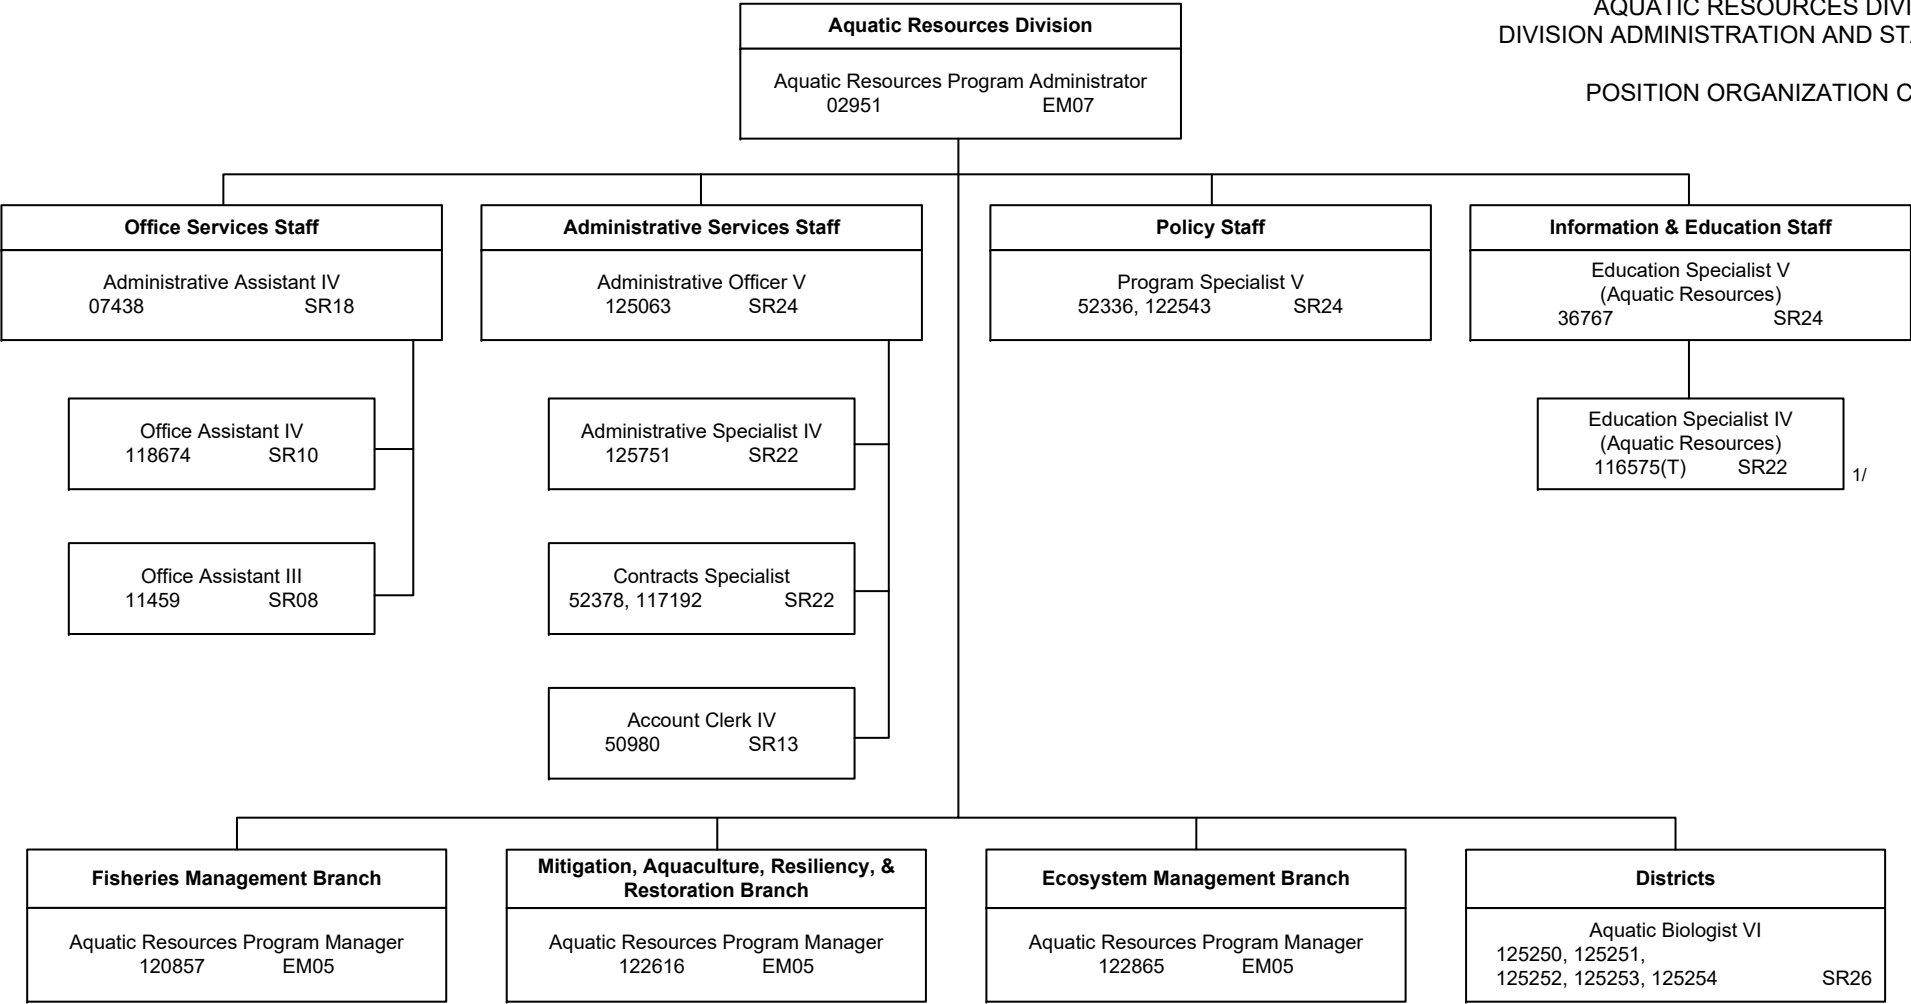 AQUATIC RESOURCES DIVI
DIVISION ADMINISTRATION AND ST
POSITION ORGANIZATION C
Aquatic Resources Division
Aquatic Resources Program Administrator
02951 EM07
Office Services Staff
Administrative Assistant IV
07438 SR18
Administrative Services Staff
Administrative Officer V
125063 SR24
Policy Staff
Program Specialist V
52336, 122543 SR24
Information & Education Staff
Education Specialist V
(Aquatic Resources)
36767 SR24
Office Assistant IV
118674 SR10
Office Assistant III
11459 SR08
Administrative Specialist IV
125751 SR22
Contracts Specialist
52378, 117192 SR22
Account Clerk IV
50980 SR13
Education Specialist IV
(Aquatic Resources)
116575(T) SR22
1/
Fisheries Management Branch
Aquatic Resources Program Manager
120857 EM05
Mitigation, Aquaculture, Resiliency, &
Restoration Branch
Aquatic Resources Program Manager
122616 EM05
Ecosystem Management Branch
Aquatic Resources Program Manager
122865 EM05
Districts
Aquatic Biologist VI
125250, 125251,
125252, 125253, 125254 SR26